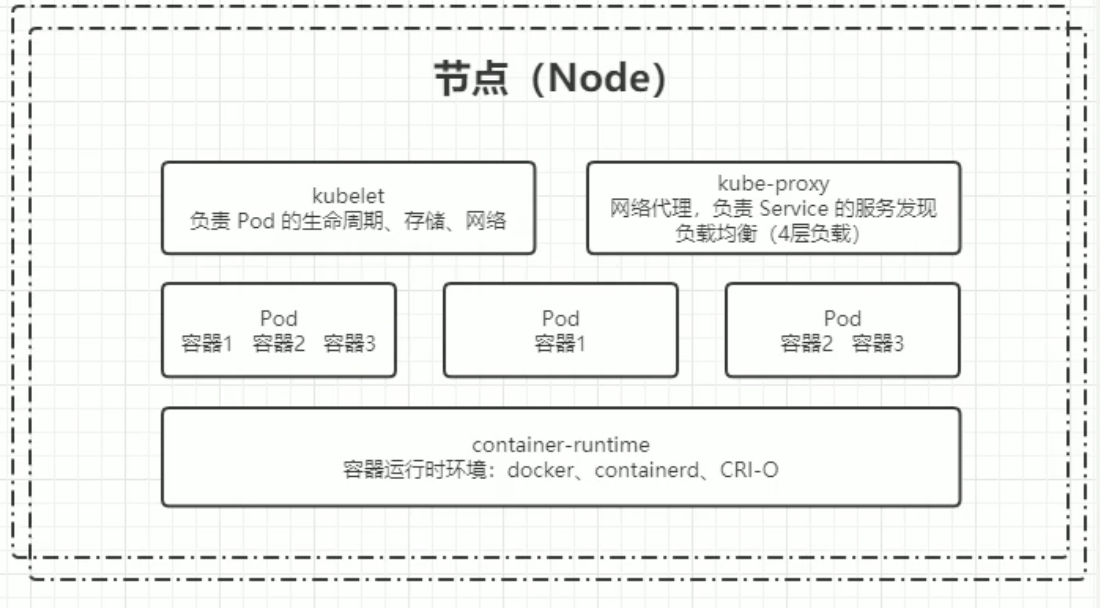 节点（Node）
kubelet
负责 Pod 的生命周期、存储、网络
kube-proxy
网络代理，负责 Service 的服务发现
负载均衡（4层负载）
Pod
容器1 容器2 容器3
Pod
容器1
Pod
容器2 容器3
container-runtime
容器运行时环境：docker、containerd、CRI-O